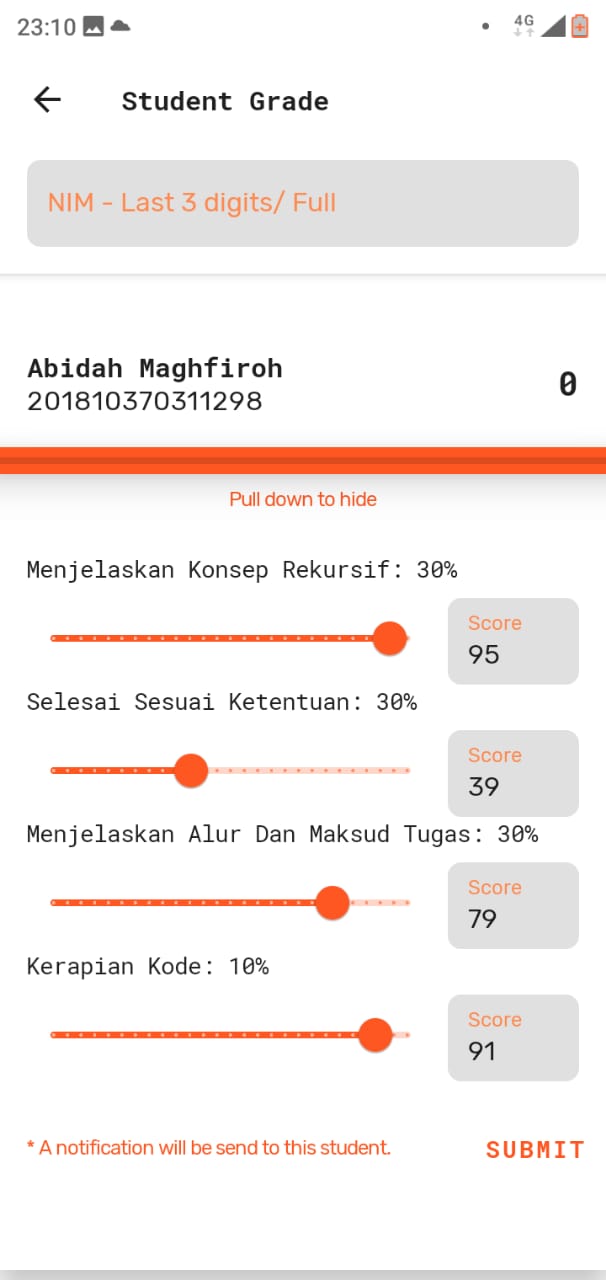 23:10
4G
Student Grade
NIM - Last 3 digits/ Full
Abidah Maghfiroh
201810370311298
0
Pull down to hide
Menjelaskan Konsep Rekursif: 30%
Score
95
Selesai Sesuai Ketentuan: 30%
Score
39
Menjelaskan Alur Dan Maksud Tugas: 30%
Score
79
Kerapian Kode: 10%
Score
91
* A notification will be send to this student.
SUBMIT